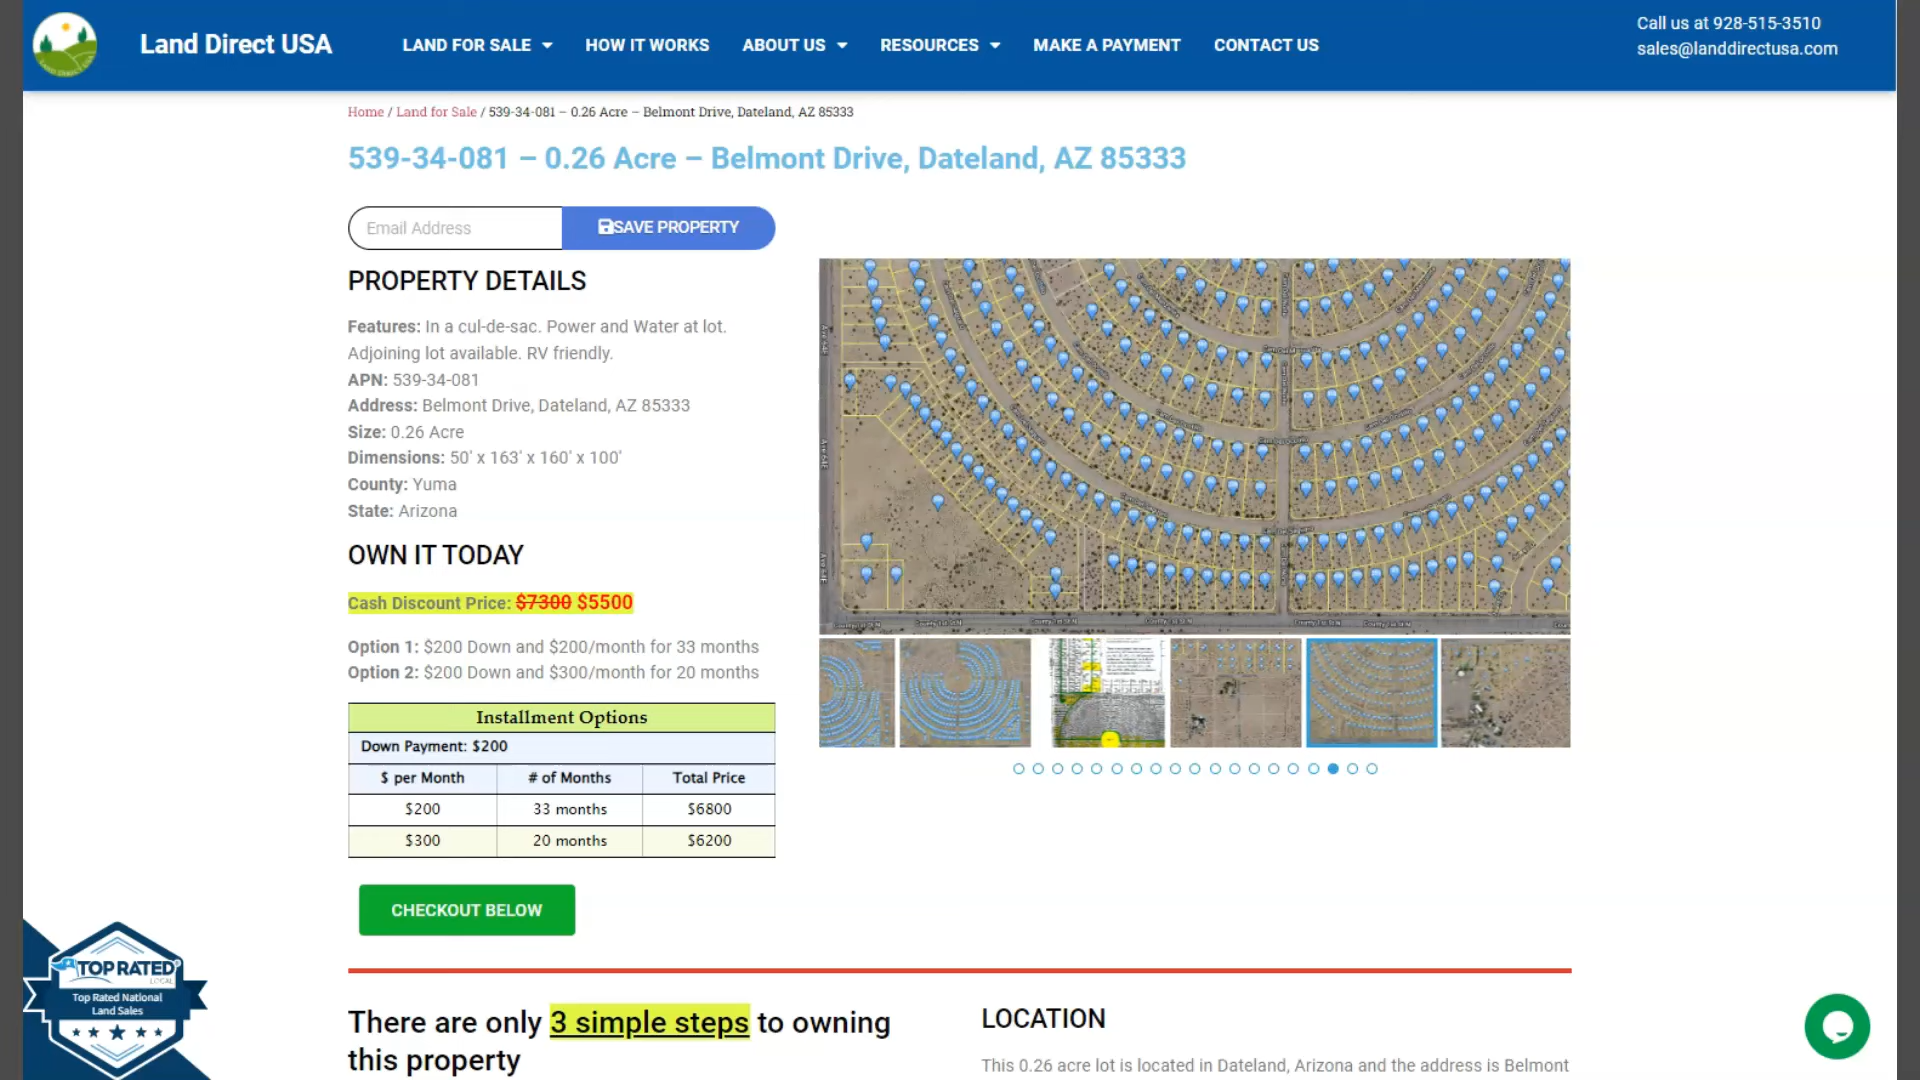 Land Direct USA
LAND FOR SALE
HOW IT WORKS
ABOUT US
RESOURCES
MAKE A PAYMENT
CONTACT US
Call us at 928-515-3510
sales@landdirectusa.com
Home / Land for Sale / 539-34-081 – 0.26 Acre – Belmont Drive, Dateland, AZ 85333
539-34-081 – 0.26 Acre – Belmont Drive, Dateland, AZ 85333
Email Address
SAVE PROPERTY
PROPERTY DETAILS
Features: In a cul-de-sac. Power and Water at lot.
Adjoining lot available. RV friendly.
APN: 539-34-081
Address: Belmont Drive, Dateland, AZ 85333
Size: 0.26 Acre
Dimensions: 50' x 163' x 160' x 100'
County: Yuma
State: Arizona
OWN IT TODAY
Cash Discount Price: $7300 $5500
Option 1: $200 Down and $200/month for 33 months
Option 2: $200 Down and $300/month for 20 months
Installment Options
Down Payment: $200
$ per Month # of Months Total Price
$200 33 months $6800
$300 20 months $6200
CHECKOUT BELOW
TOP RATED
LOCAL
Top Rated National
Land Sales
There are only 3 simple steps to owning
this property
LOCATION
This 0.26 acre lot is located in Dateland, Arizona and the address is Belmont